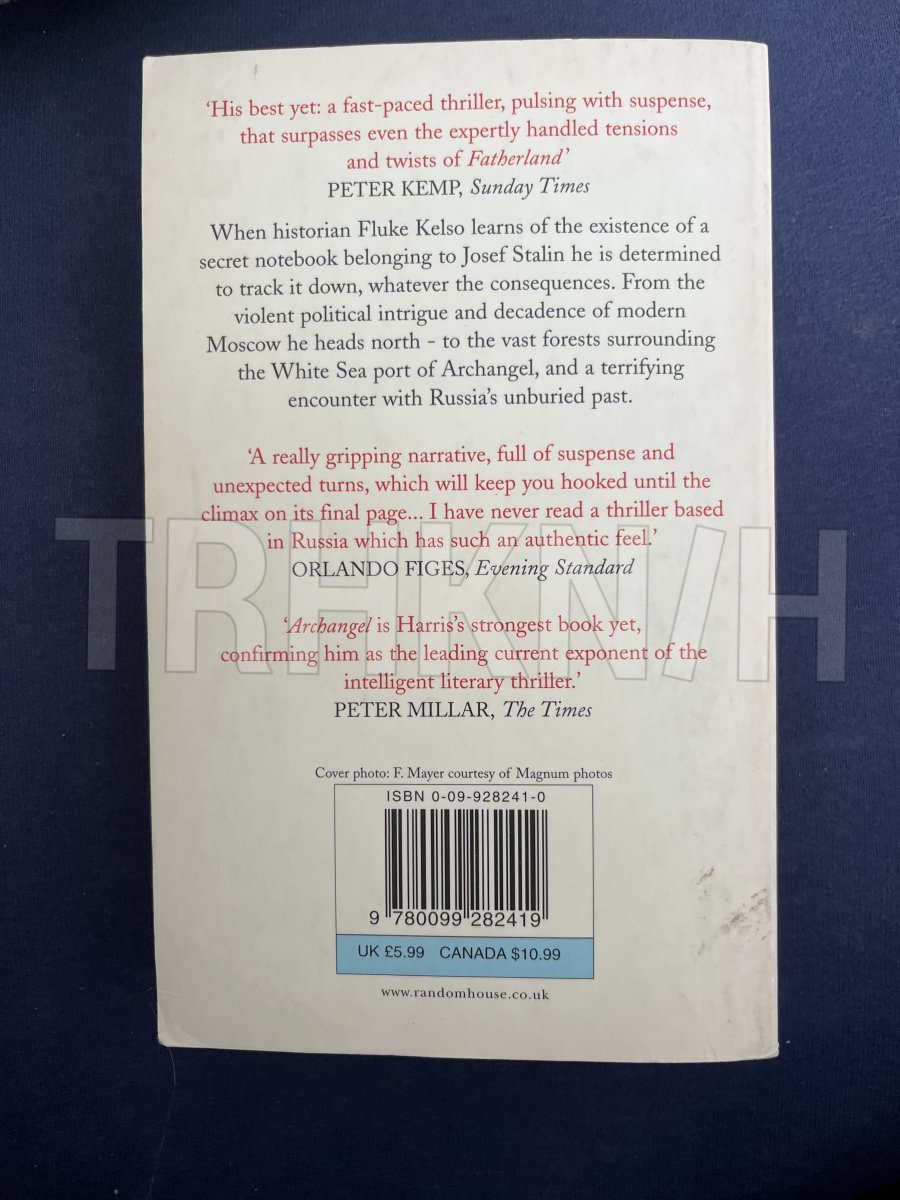 ‘His best yet: a fast-paced thriller, pulsing with suspense,
that surpasses even the expertly handled tensions
and twists of Fatherland’
PETER KEMP, Sunday Times
When historian Fluke Kelso learns of the existence of a
secret notebook belonging to Josef Stalin he is determined
to track it down, whatever the consequences. From the
violent political intrigue and decadence of modern
Moscow he heads north - to the vast forests surrounding
the White Sea port of Archangel, and a terrifying
encounter with Russia’s unburied past.
‘A really gripping narrative, full of suspense and
unexpected turns, which will keep you hooked until the
climax on its final page... I have never read a thriller based
in Russia which has such an authentic feel.’
ORLANDO FIGES, Evening Standard
TRHKN/H
‘Archangel is Harris’s strongest book yet,
confirming him as the leading current exponent of the
intelligent literary thriller.’
PETER MILLAR, The Times
Cover photo: F. Mayer courtesy of Magnum photos
ISBN 0-09-928241-0
9 780099 282419
UK £5.99 CANADA $10.99
www.randomhouse.co.uk